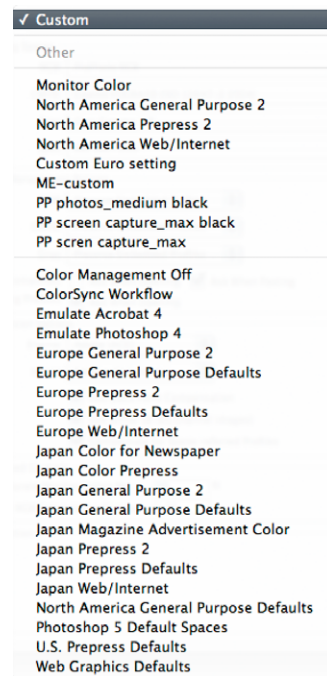 ✓ Custom
Other
Monitor Color
North America General Purpose 2
North America Prepress 2
North America Web/Internet
Custom Euro setting
ME-custom
PP photos_medium black
PP screen capture_max black
PP scren capture_max
Color Management Off
ColorSync Workflow
Emulate Acrobat 4
Emulate Photoshop 4
Europe General Purpose 2
Europe General Purpose Defaults
Europe Prepress 2
Europe Prepress Defaults
Europe Web/Internet
Japan Color for Newspaper
Japan Color Prepress
Japan General Purpose 2
Japan General Purpose Defaults
Japan Magazine Advertisement Color
Japan Prepress 2
Japan Prepress Defaults
Japan Web/Internet
North America General Purpose Defaults
Photoshop 5 Default Spaces
U.S. Prepress Defaults
Web Graphics Defaults